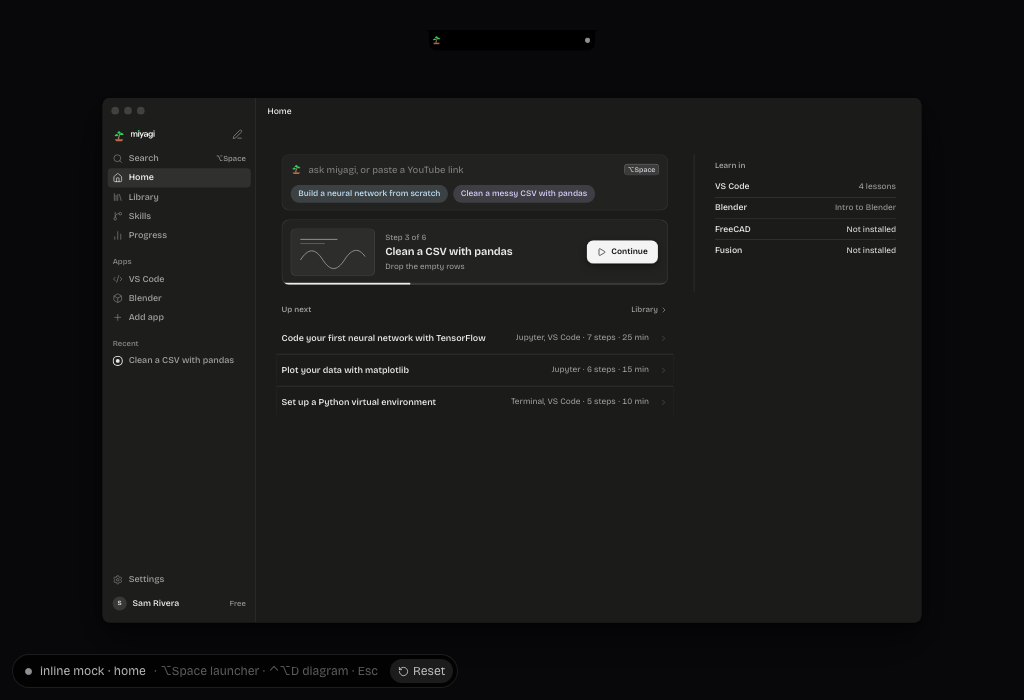 miyagi
Search ⌥Space
Home
Library
Skills
Progress
Apps
VS Code
Blender
Add app
Recent
Clean a CSV with pandas
Settings
S Sam Rivera Free
Home
ask miyagi, or paste a YouTube link ⌥Space
Build a neural network from scratch Clean a messy CSV with pandas
Step 3 of 6
Clean a CSV with pandas
Drop the empty rows
Continue
Up next Library
Code your first neural network with TensorFlow Jupyter, VS Code · 7 steps · 25 min
Plot your data with matplotlib Jupyter · 6 steps · 15 min
Set up a Python virtual environment Terminal, VS Code · 5 steps · 10 min
Learn in
VS Code 4 lessons
Blender Intro to Blender
FreeCAD Not installed
Fusion Not installed
inline mock · home · ⌥Space launcher · ^⌥D diagram · Esc Reset